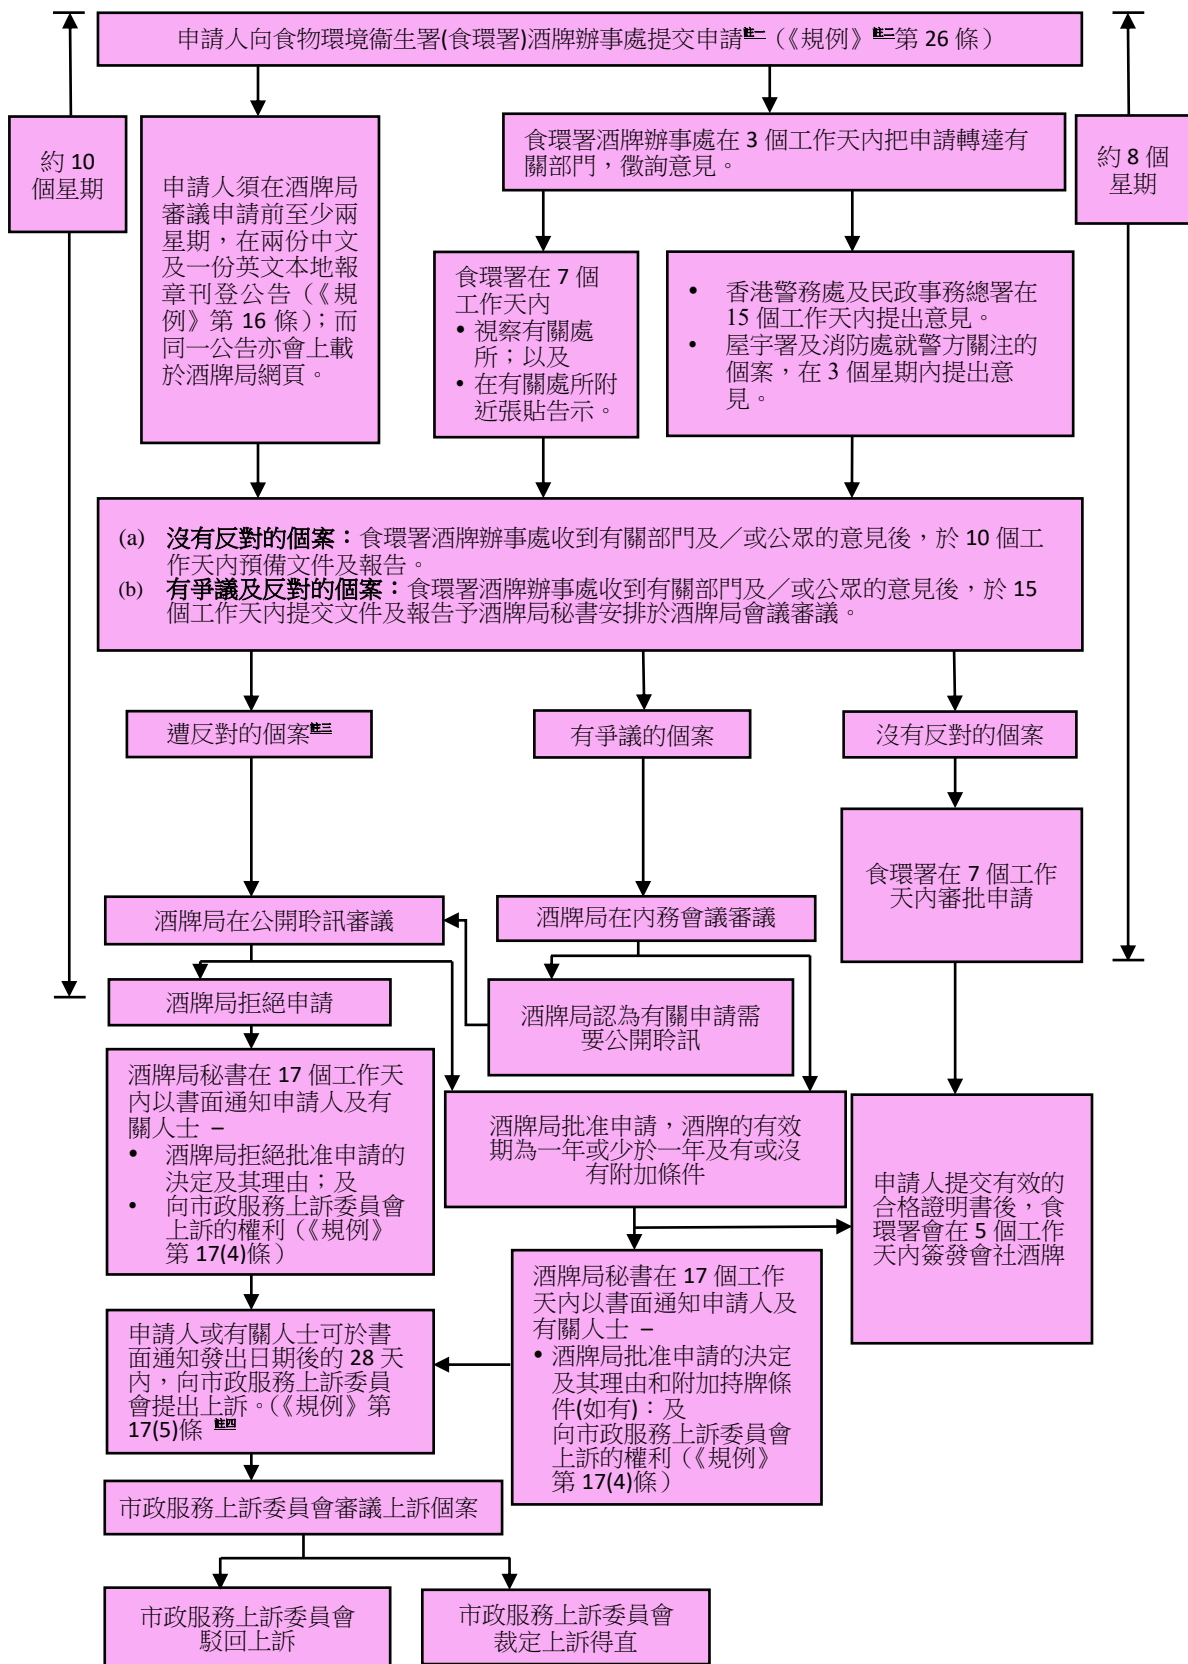 申請人向食物環境衞生署(食環署)酒牌辦事處提交申請註一（《規例》註二第 26 條）
約 10
個星期
約 8 個
星期
申請人須在酒牌局
審議申請前至少兩
星期，在兩份中文
及一份英文本地報
章刊登公告（《規
例》第 16 條）；而
同一公告亦會上載
於酒牌局網頁。
食環署酒牌辦事處在 3 個工作天內把申請轉達有
關部門，徵詢意見。
食環署在 7 個
工作天內
• 視察有關處
所；以及
• 在有關處所附
近張貼告示。
• 香港警務處及民政事務總署在
15 個工作天內提出意見。
• 屋宇署及消防處就警方關注的
個案，在 3 個星期內提出意
見。
(a) 沒有反對的個案：食環署酒牌辦事處收到有關部門及／或公眾的意見後，於 10 個工
作天內預備文件及報告。
(b) 有爭議及反對的個案：食環署酒牌辦事處收到有關部門及／或公眾的意見後，於 15
個工作天內提交文件及報告予酒牌局秘書安排於酒牌局會議審議。
遭反對的個案註三
有爭議的個案
沒有反對的個案
食環署在 7 個工作
天內審批申請
酒牌局在公開聆訊審議
酒牌局在內務會議審議
酒牌局拒絕申請
酒牌局認為有關申請需
要公開聆訊
酒牌局秘書在 17 個工作天
內以書面通知申請人及有
關人士 –
• 酒牌局拒絕批准申請的
決定及其理由；及
• 向市政服務上訴委員會
上訴的權利（《規例》
第 17(4)條）
酒牌局批准申請，酒牌的有效
期為一年或少於一年及有或沒
有附加條件
申請人提交有效的
合格證明書後，食
環署會在 5 個工作
天內簽發會社酒牌
酒牌局秘書在 17 個工作
天內以書面通知申請人及
有關人士 –
• 酒牌局批准申請的決定
及其理由和附加持牌條
件(如有)：及
向市政服務上訴委員會
上訴的權利（《規例》
第 17(4)條）
申請人或有關人士可於書
面通知發出日期後的 28 天
內，向市政服務上訴委員
會提出上訴。(《規例》第
17(5)條 註四
市政服務上訴委員會審議上訴個案
市政服務上訴委員會
駁回上訴
市政服務上訴委員會
裁定上訴得直